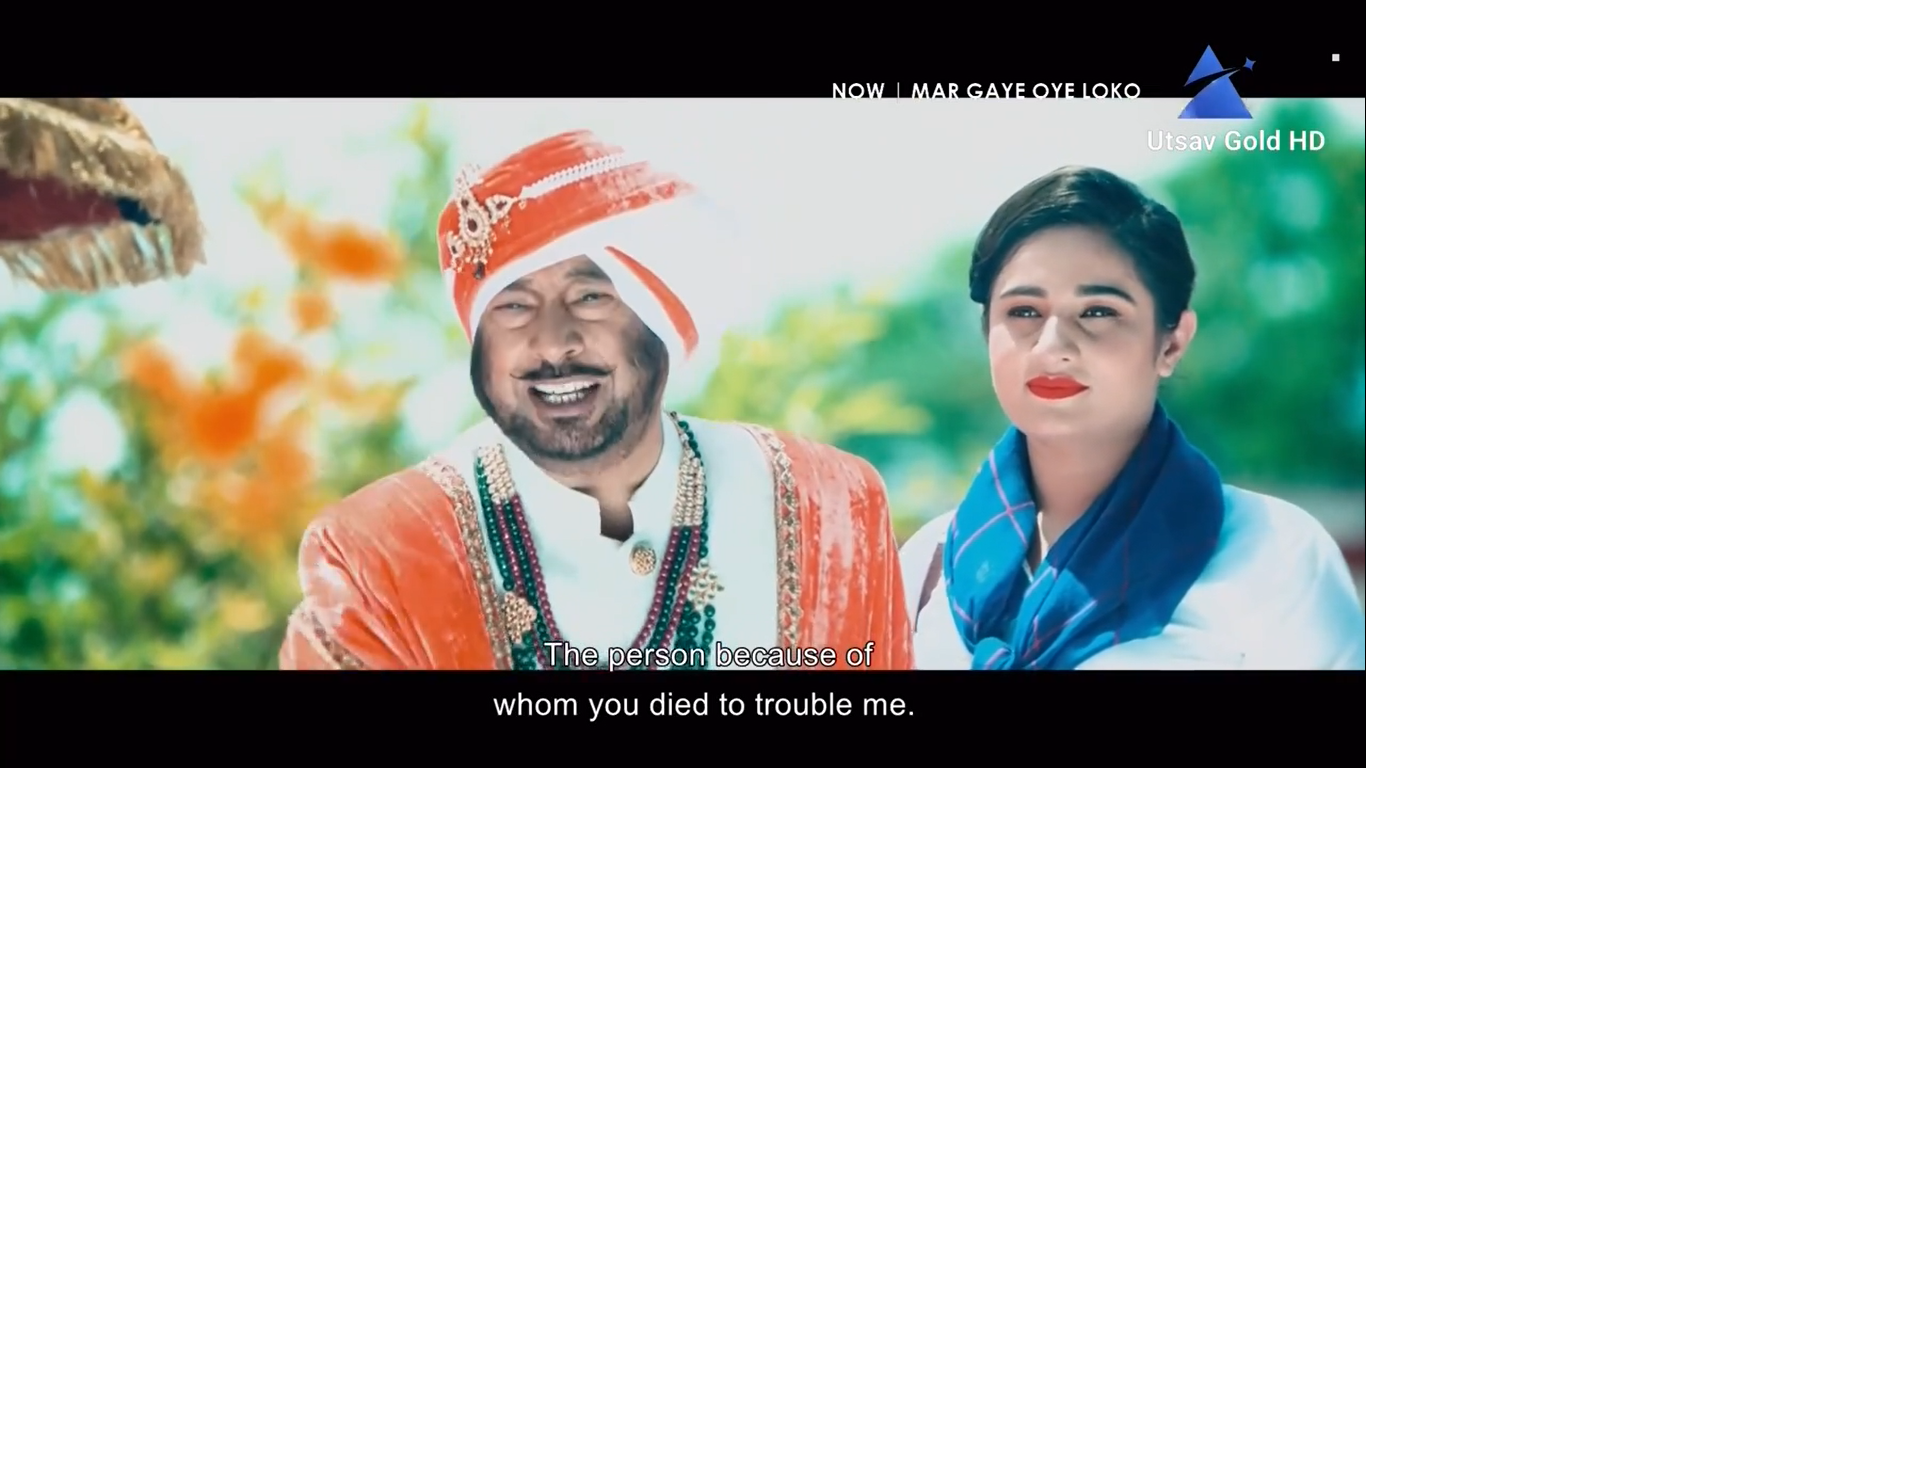 NOW | MAR GAYE OYE LOKO
Utsav Gold HD
The person because of
whom you died to trouble me.